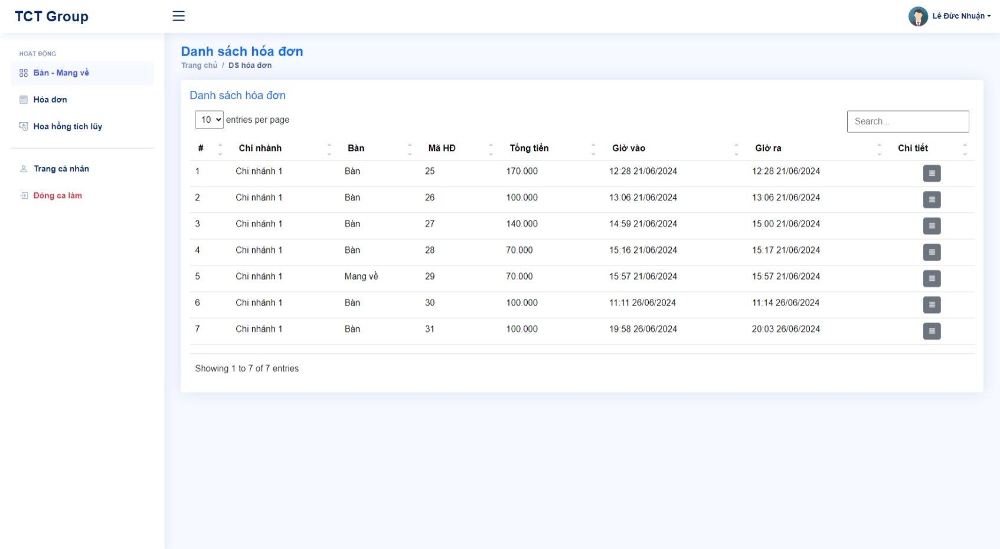 TCT Group
Lê Đức Nhuận
HOẠT ĐỘNG
Bàn - Mang về
Hóa đơn
Hoa hồng tích lũy
Trang cá nhân
Đóng ca làm
Danh sách hóa đơn
Trang chủ / DS hóa đơn
Danh sách hóa đơn
10 entries per page
Search...
# Chi nhánh Bàn Mã HĐ Tổng tiền Giờ vào Giờ ra Chi tiết
1 Chi nhánh 1 Bàn 25 170.000 12:28 21/06/2024 12:28 21/06/2024
2 Chi nhánh 1 Bàn 26 100.000 13:06 21/06/2024 13:06 21/06/2024
3 Chi nhánh 1 Bàn 27 140.000 14:59 21/06/2024 15:00 21/06/2024
4 Chi nhánh 1 Bàn 28 70.000 15:16 21/06/2024 15:17 21/06/2024
5 Chi nhánh 1 Mang về 29 70.000 15:57 21/06/2024 15:57 21/06/2024
6 Chi nhánh 1 Bàn 30 100.000 11:11 26/06/2024 11:14 26/06/2024
7 Chi nhánh 1 Bàn 31 100.000 19:58 26/06/2024 20:03 26/06/2024
Showing 1 to 7 of 7 entries